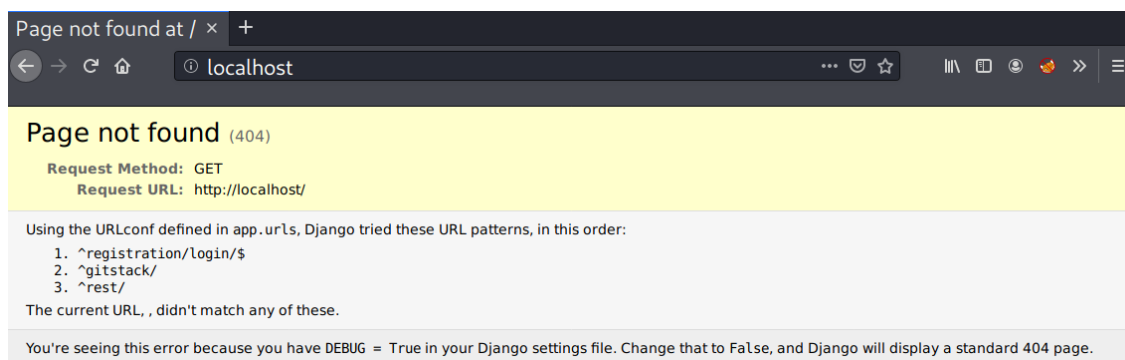 Page not found at / × +
localhost
Page not found (404)
Request Method: GET
Request URL: http://localhost/
Using the URLconf defined in app.urls, Django tried these URL patterns, in this order:
1. ^registration/login/$
2. ^gitstack/
3. ^rest/
The current URL, , didn't match any of these.
You're seeing this error because you have DEBUG = True in your Django settings file. Change that to False, and Django will display a standard 404 page.